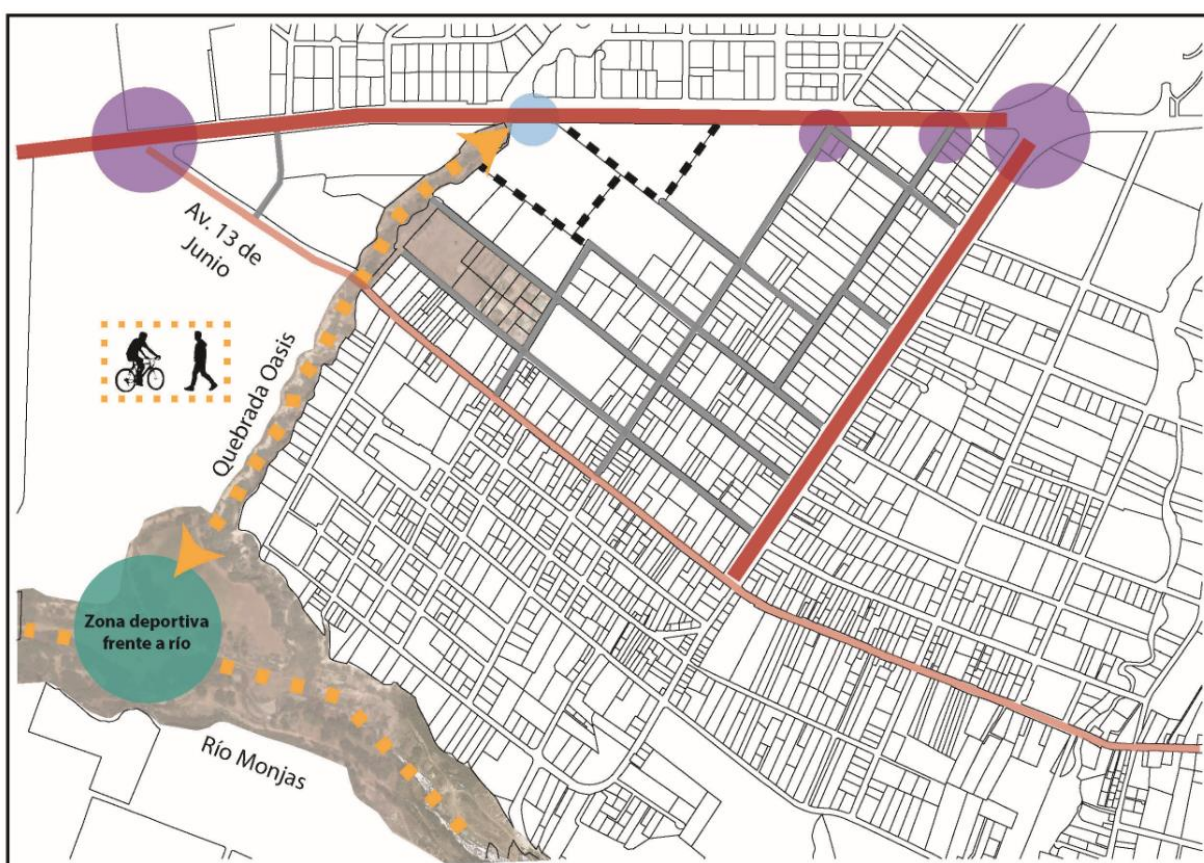 Av. 13 de
Junio
Quebrada Oasis
Zona deportiva
frente a río
Río Monjas